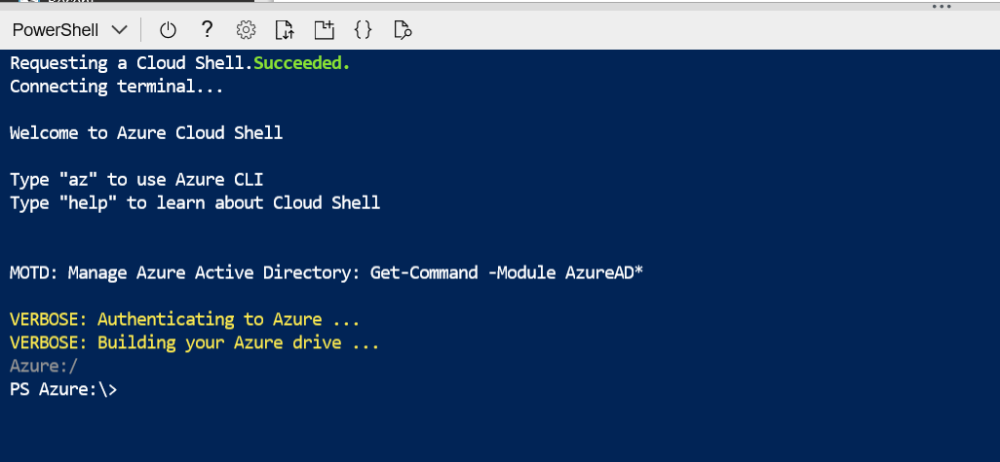 PowerShell
Requesting a Cloud Shell.Succeeded.
Connecting terminal...
Welcome to Azure Cloud Shell
Type "az" to use Azure CLI
Type "help" to learn about Cloud Shell
MOTD: Manage Azure Active Directory: Get-Command -Module AzureAD*
VERBOSE: Authenticating to Azure ...
VERBOSE: Building your Azure drive ...
Azure:/
PS Azure:\>